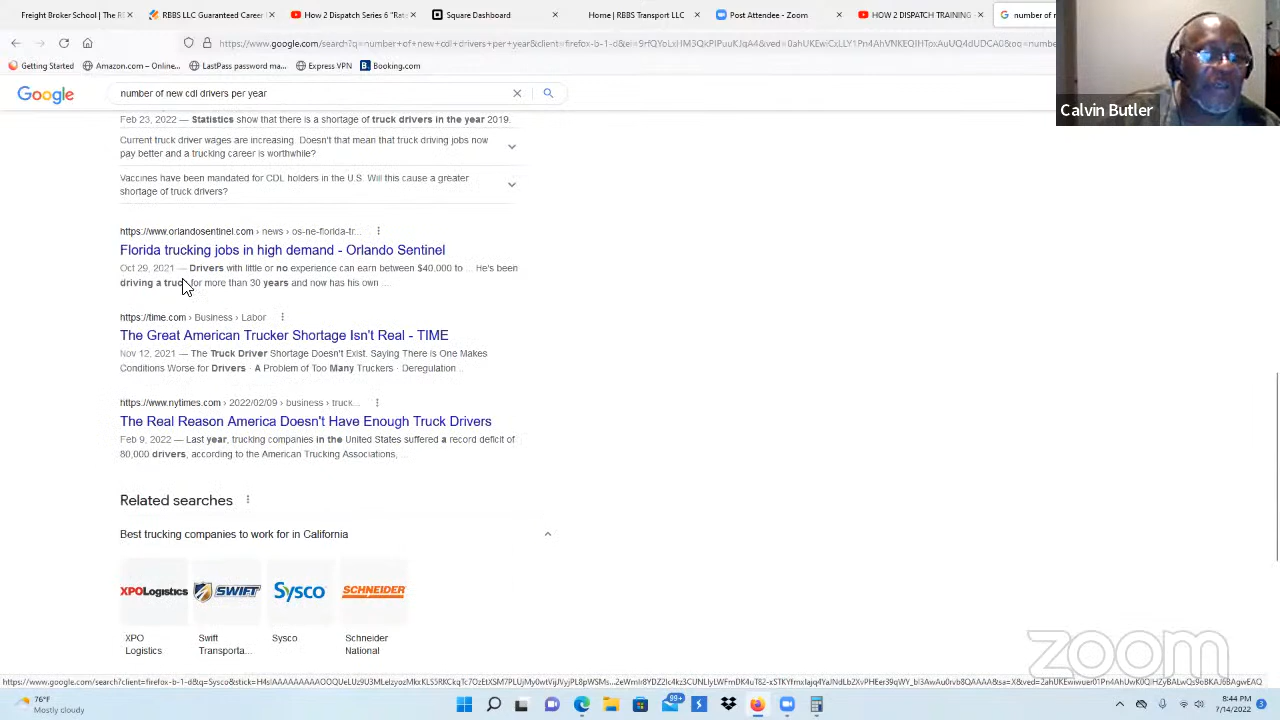 Freight Broker and
RBBS LLC
How 2 Dispatch Series 6 "Rat
Square Dashboard
Home | RBBS Transport LLC
Post Attendee - Zoom
HOW 2 DISPATCH TRAINING
number of n
Calvin Butler
Getting Started
Amazon.com - Online...
LastPass password ma...
Express VPN
Booking.com
Google
number of new cdl drivers per year
Feb 23, 2022 — Statistics show that there is a shortage of truck drivers in the year 2019.
Current truck driver wages are increasing. Doesn't that mean that truck driving jobs now
pay better and a trucking career is worthwhile?
Vaccines have been mandated for CDL holders in the U.S. Will this cause a greater
shortage of truck drivers?
https://www.orlandosentinel.com › news › os-ne-florida-tr...
Florida trucking jobs in high demand - Orlando Sentinel
Oct 29, 2021 — Drivers with little or no experience can earn between $40,000 to ... He's been
driving a truck for more than 30 years and now has his own ...
https://time.com › Business › Labor
The Great American Trucker Shortage Isn't Real - TIME
Nov 12, 2021 — The Truck Driver Shortage Doesn't Exist. Saying There is One Makes
Conditions Worse for Drivers · A Problem of Too Many Truckers · Deregulation ...
https://www.nytimes.com › 2022/02/09 › business › truck...
The Real Reason America Doesn't Have Enough Truck Drivers
Feb 9, 2022 — Last year, trucking companies in the United States suffered a record deficit of
80,000 drivers, according to the American Trucking Associations, ...
Related searches
Best trucking companies to work for in California
XPOLogistics
SWIFT
Sysco
SCHNEIDER
XPO
Logistics
Swift
Transporta...
Sysco
Schneider
National
zoom
76°F
Mostly cloudy
99+
8:44 PM
7/14/2022
3